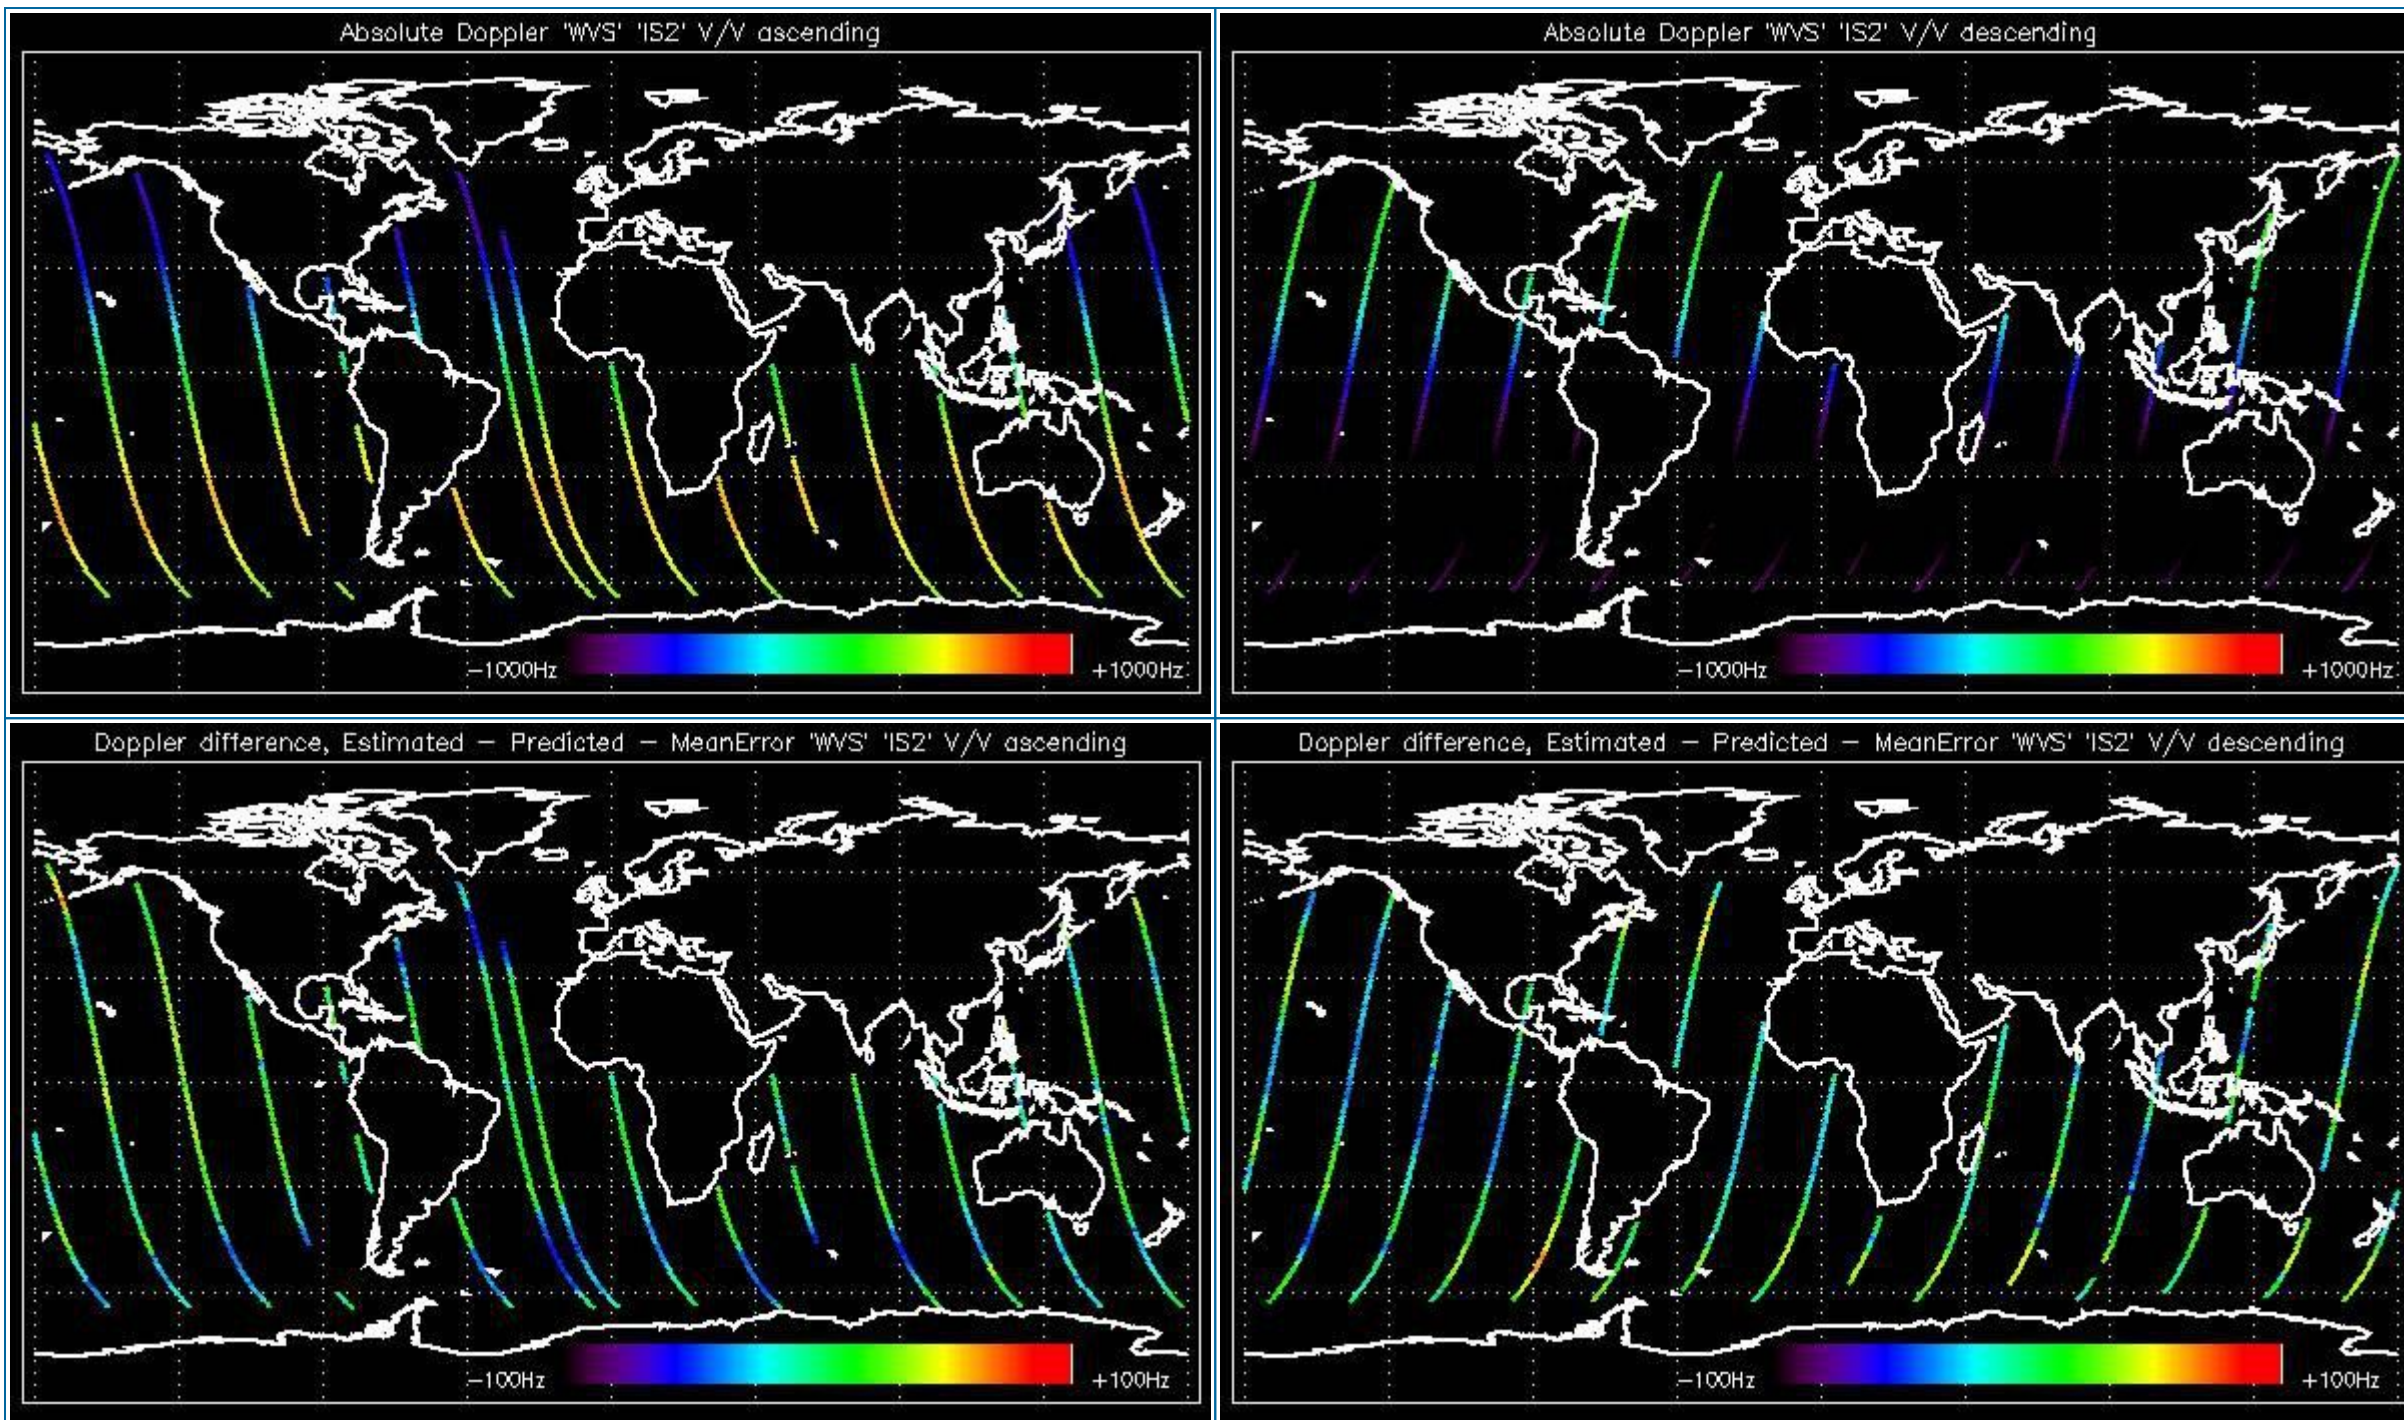 Absolute Doppler 'WVS' 'IS2' V/V ascending
-1000Hz
+1000Hz
Absolute Doppler 'WVS' 'IS2' V/V descending
-1000Hz
+1000Hz
Doppler difference, Estimated - Predicted - MeanError 'WVS' 'IS2' V/V ascending
-100Hz
+100Hz
Doppler difference, Estimated - Predicted - MeanError 'WVS' 'IS2' V/V descending
-100Hz
+100Hz